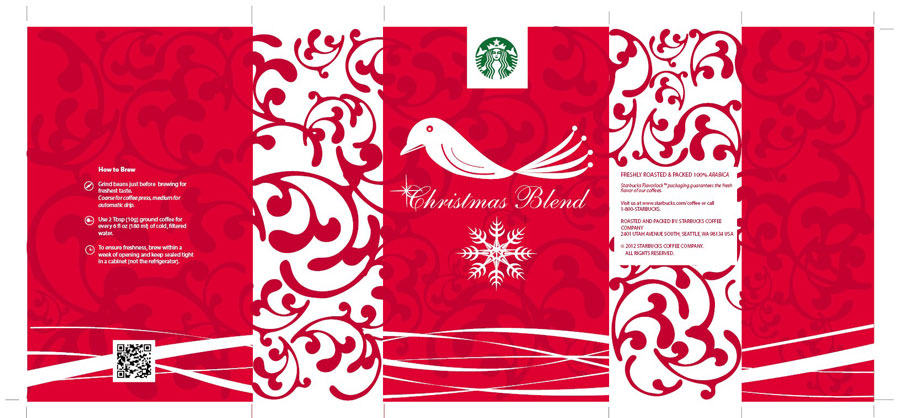 How to Brew
Grind beans just before brewing for
freshest taste.
Coarse for coffee press, medium for
automatic drip.
Use 2 Tbsp (10g) ground coffee for
every 6 fl oz (180 ml) of cold, filtered
water.
To ensure freshness, brew within a
week of opening and keep sealed tight
in a cabinet (not the refrigerator).
Christmas Blend
FRESHLY ROASTED & PACKED 100% ARABICA
Starbucks Flavorlock™ packaging guarantees the fresh
flavor of our coffees.
Visit us at www.starbucks.com/coffee or call
1-800-STARBUCKS.
ROASTED AND PACKED BY: STARBUCKS COFFEE
COMPANY
2401 UTAH AVENUE SOUTH, SEATTLE, WA 98134 USA
© 2012 STARBUCKS COFFEE COMPANY.
ALL RIGHTS RESERVED.